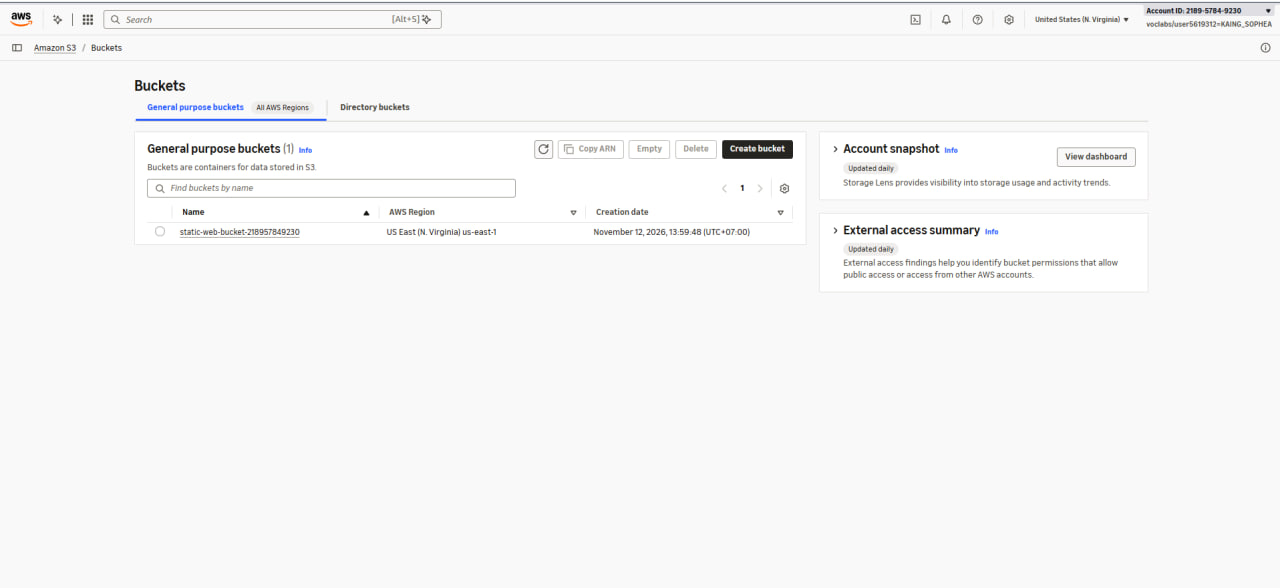 aws
Search [Alt+S]
United States (N. Virginia)
Account ID: 2189-5784-9230
voclabs/user5619312=KAING_SOPHEA
Amazon S3 / Buckets
Buckets
General purpose buckets All AWS Regions
Directory buckets
General purpose buckets (1) Info
Copy ARN
Empty
Delete
Create bucket
Buckets are containers for data stored in S3.
Find buckets by name
1
Name AWS Region Creation date
static-web-bucket-218957849230 US East (N. Virginia) us-east-1 November 12, 2026, 13:59:48 (UTC+07:00)
Account snapshot Info
View dashboard
Updated daily
Storage Lens provides visibility into storage usage and activity trends.
External access summary Info
Updated daily
External access findings help you identify bucket permissions that allow
public access or access from other AWS accounts.